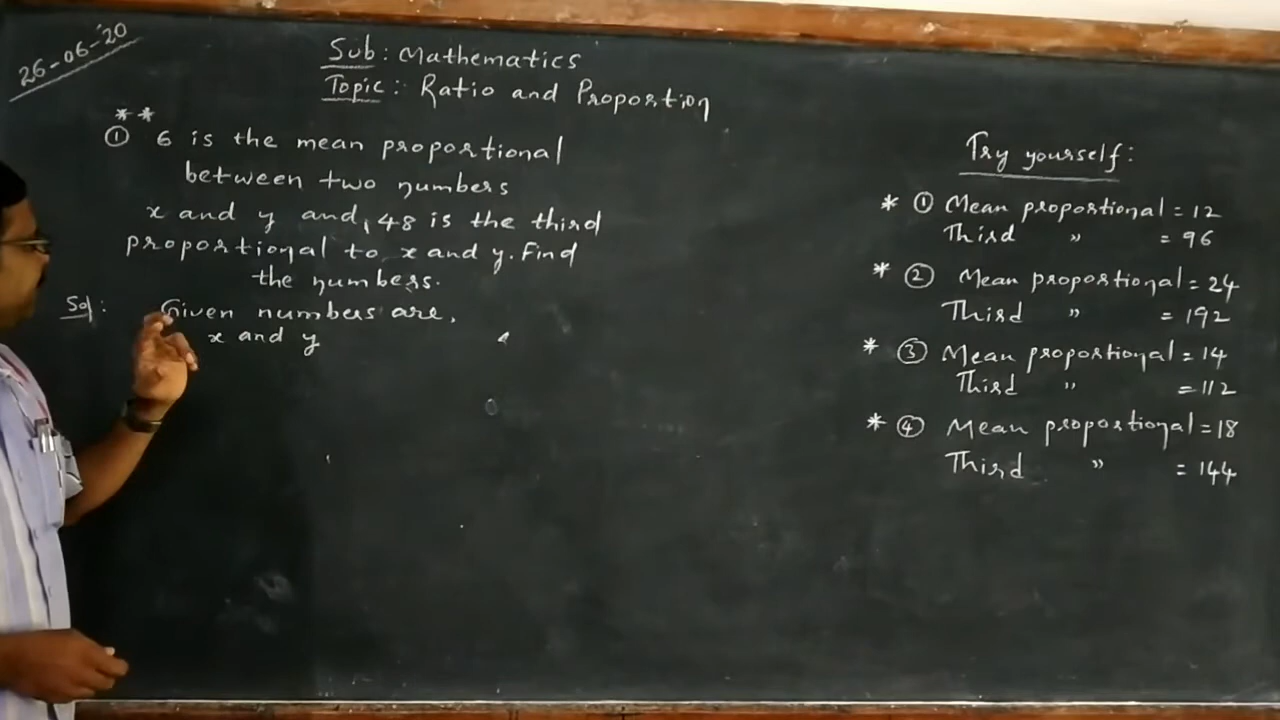 26-06-'20
Sub: Mathematics
Topic: Ratio and Proportion
**
① 6 is the mean proportional
between two numbers
x and y and, 48 is the third
proportional to x and y. Find
the numbers.
Sol: Given numbers are,
x and y
Try yourself:
* ① Mean proportional = 12
Third " = 96
* ② Mean proportional = 24
Third " = 192
* ③ Mean proportional = 14
Third " = 112
* ④ Mean proportional = 18
Third " = 144